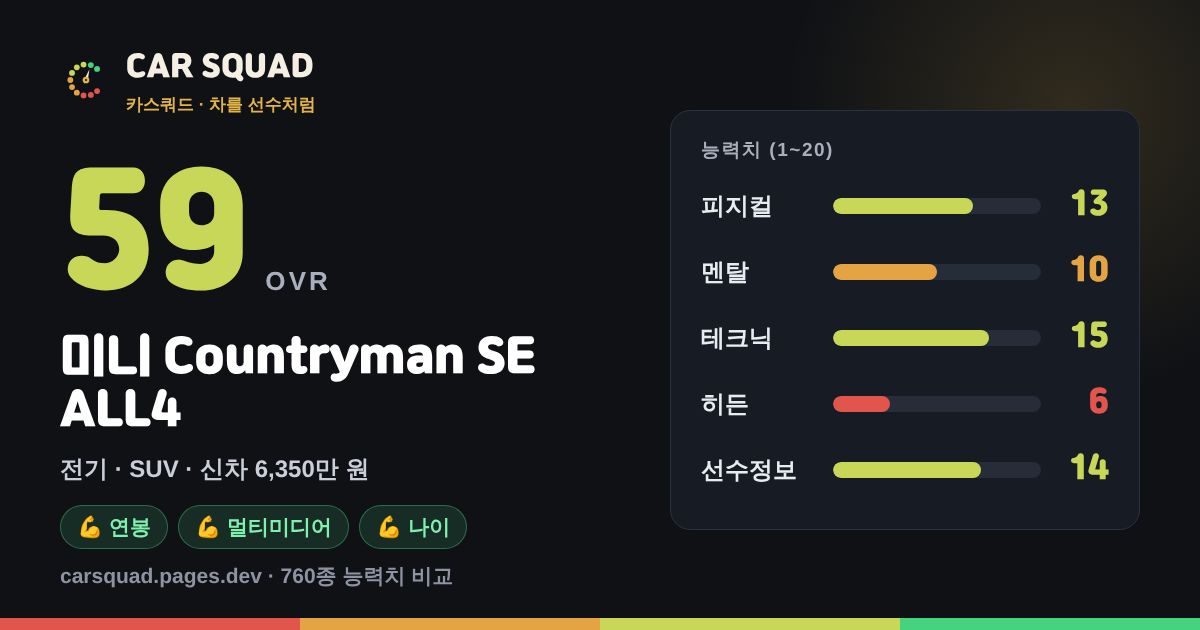 CAR SQUAD
카스쿼드 · 차를 선수처럼
59 OVR
미니 Countryman SE
ALL4
전기 · SUV · 신차 6,350만 원
💪 연봉 💪 멀티미디어 💪 나이
carsquad.pages.dev · 760종 능력치 비교
능력치 (1~20)
피지컬 13
멘탈 10
테크닉 15
히든 6
선수정보 14